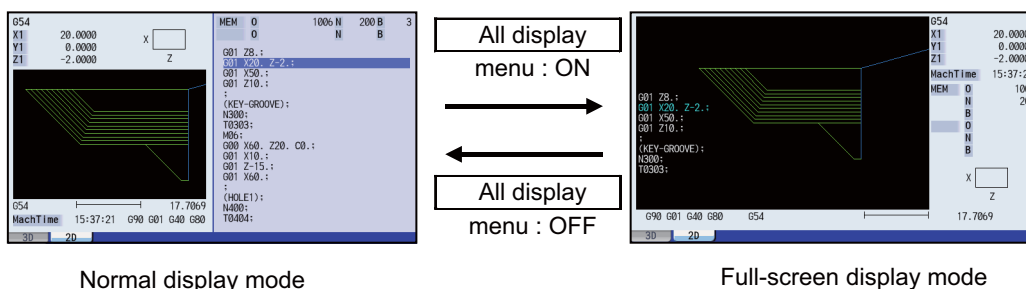 G54
X1 20.0000
Y1 0.0000
Z1 -2.0000
X
Z
G54 17.7069
MachTime 15:37:21 G90 G01 G40 G80
3D 2D
MEM O 1006 N 200 B 3
O N B
G01 Z8.;
G01 X20. Z-2.;
G01 X50.;
G01 Z10.;
;
(KEY-GROOVE);
N300;
T0303;
M06;
G00 X60. Z20. C0.;
G01 X10.;
G01 Z-15.;
G01 X60.;
;
(HOLE1);
N400;
T0404;
Normal display mode
All display
menu : ON
All display
menu : OFF
G01 Z8.;
G01 X20. Z-2.;
G01 X50.;
G01 Z10.;
;
(KEY-GROOVE);
N300;
T0303;
G90 G01 G40 G80 G54 17.7069
3D 2D
G54
X1 20.0000
Y1 0.0000
Z1 -2.0000
MachTime 15:37:2
MEM O 100
N 20
B
O
N
B
X
Z
Full-screen display mode